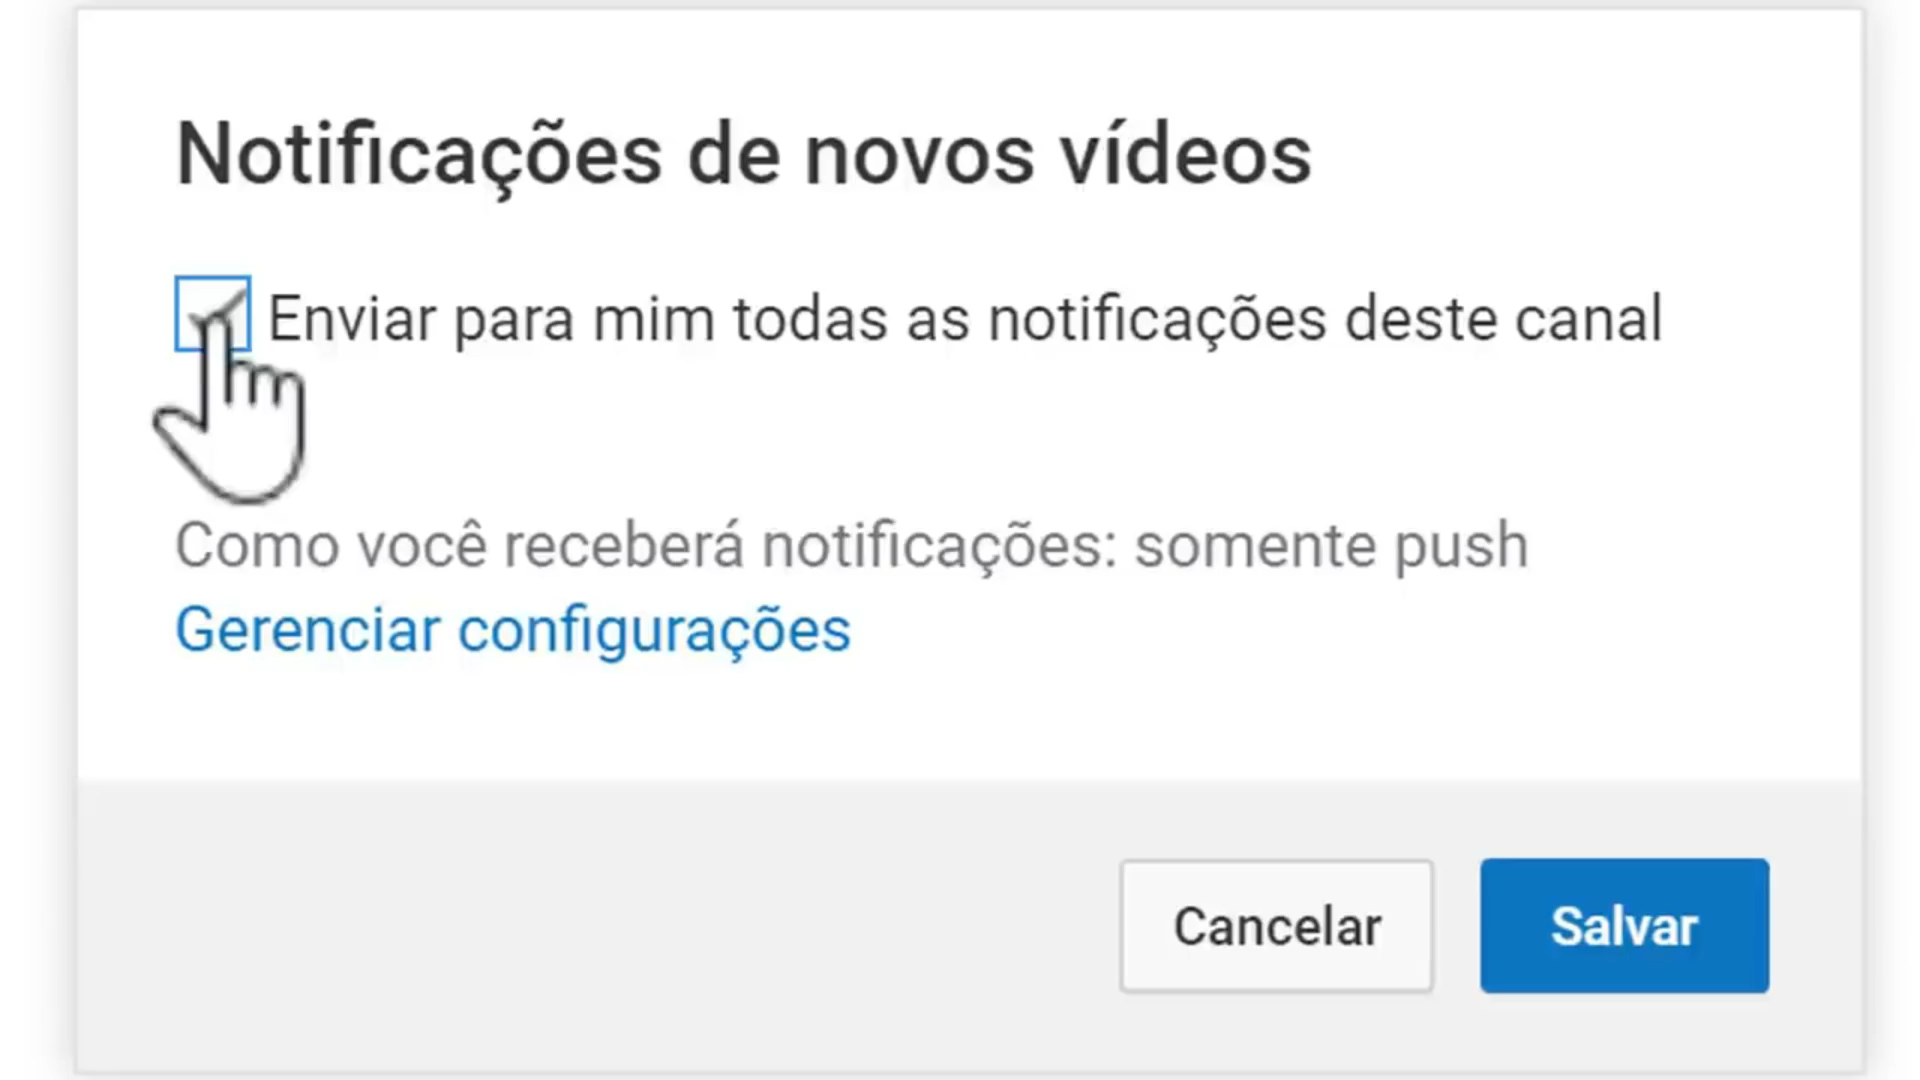 Notificações de novos vídeos
Enviar para mim todas as notificações deste canal
Como você receberá notificações: somente push
Gerenciar configurações
Cancelar
Salvar